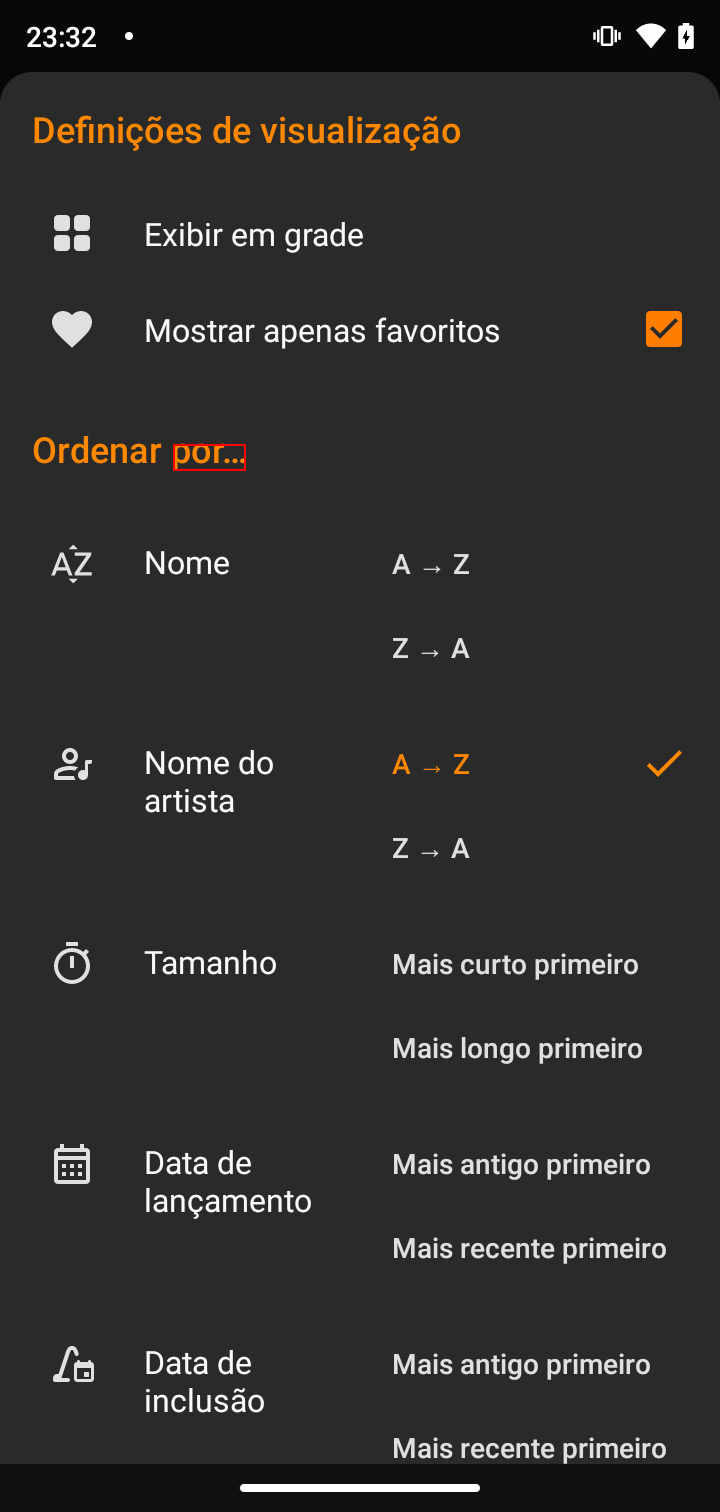 23:32
Definições de visualização
Exibir em grade
Mostrar apenas favoritos
Ordenar por...
Nome
A → Z
Z → A
Nome do
artista
A → Z
Z → A
Tamanho
Mais curto primeiro
Mais longo primeiro
Data de
lançamento
Mais antigo primeiro
Mais recente primeiro
Data de
inclusão
Mais antigo primeiro
Mais recente primeiro